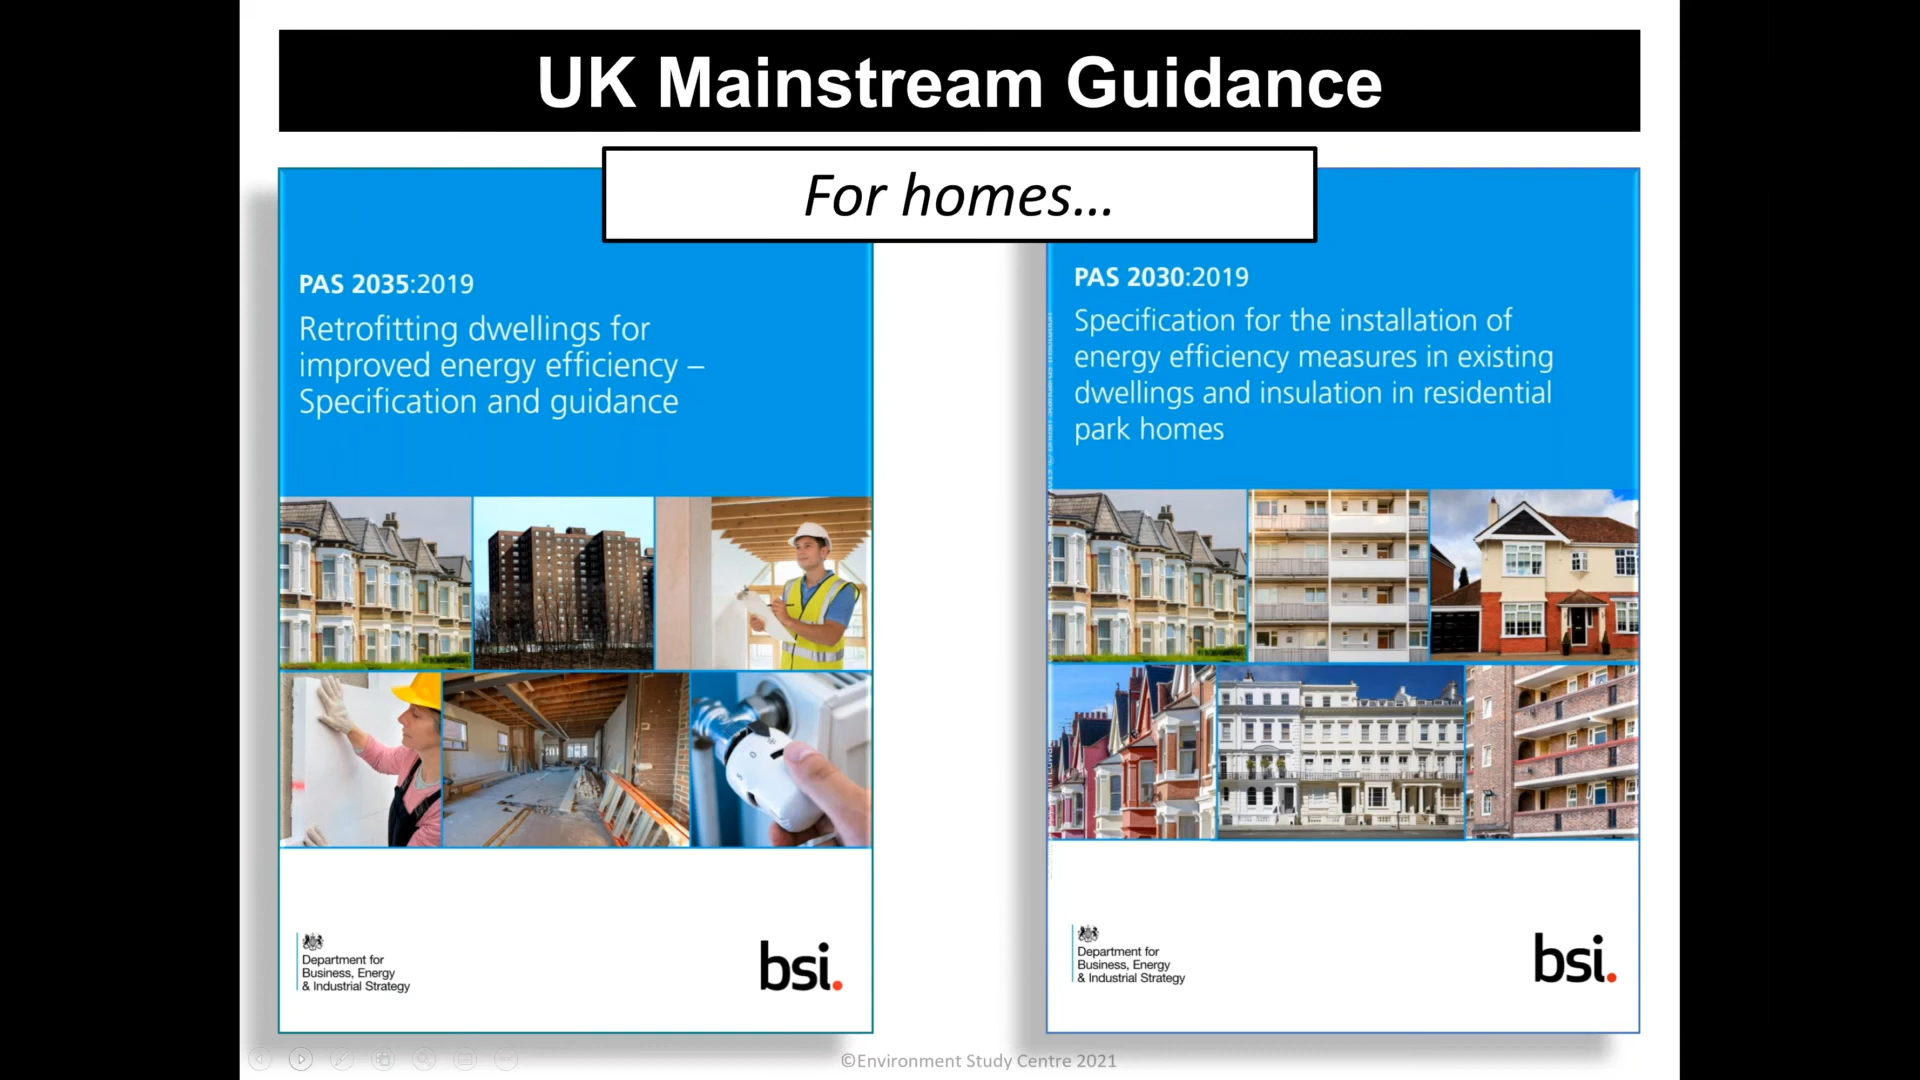 UK Mainstream Guidance
For homes...
PAS 2035:2019
Retrofitting dwellings for
improved energy efficiency –
Specification and guidance
Department for
Business, Energy
& Industrial Strategy
bsi.
PAS 2030:2019
Specification for the installation of
energy efficiency measures in existing
dwellings and insulation in residential
park homes
Department for
Business, Energy
& Industrial Strategy
bsi.
©Environment Study Centre 2021